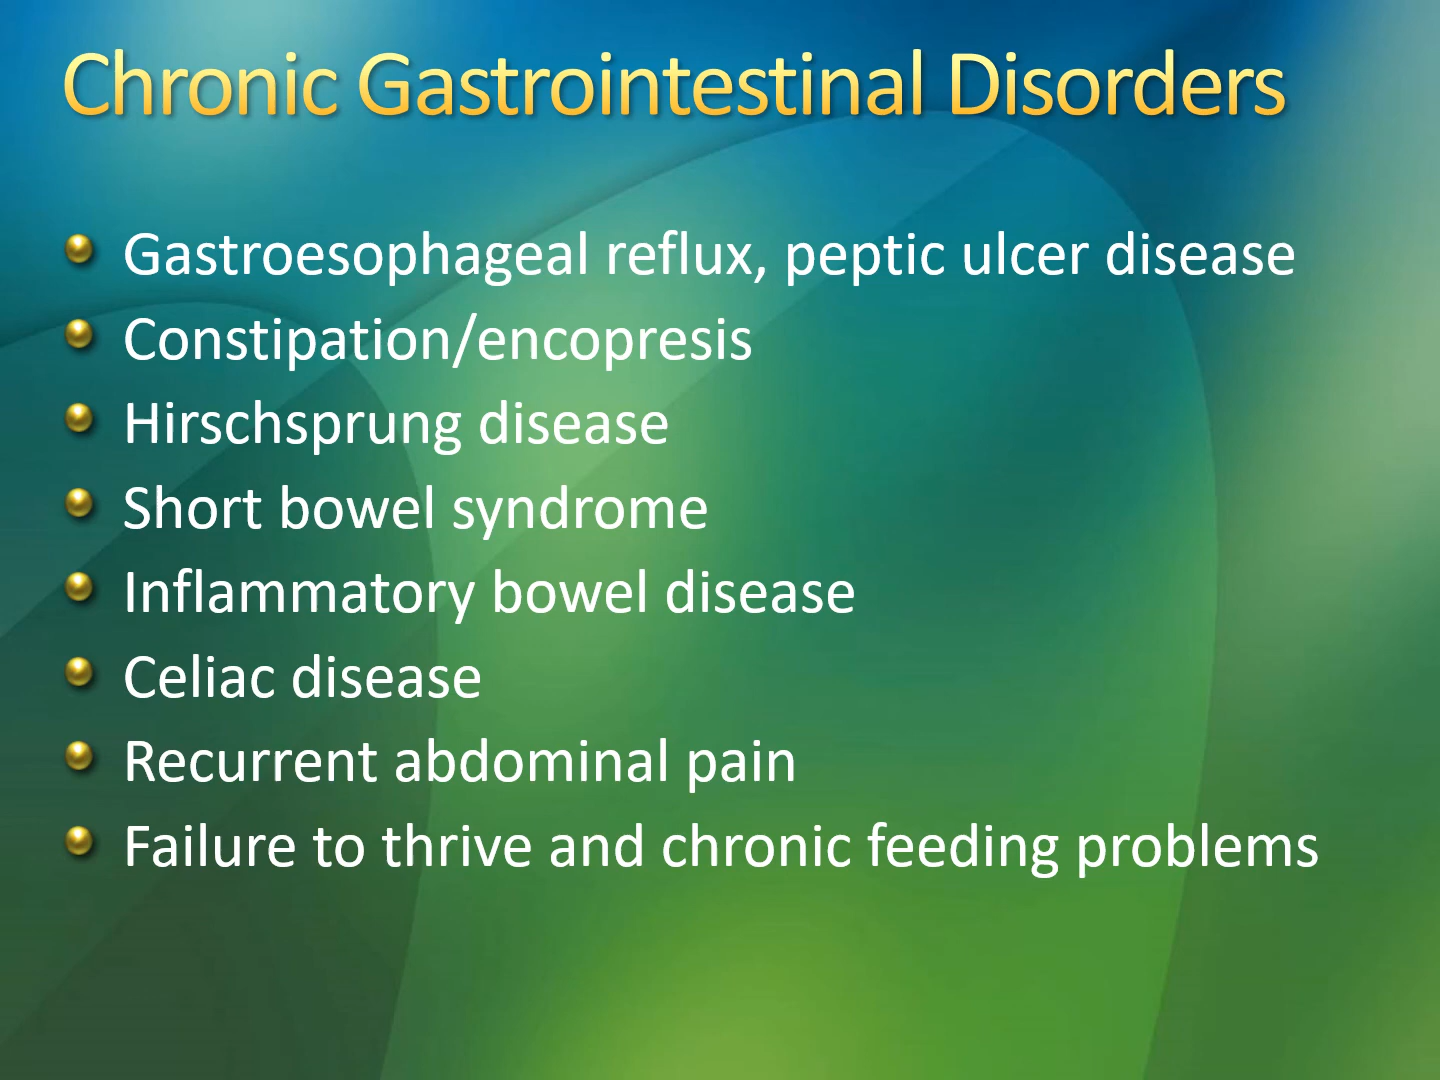 Chronic Gastrointestinal Disorders
Gastroesophageal reflux, peptic ulcer disease
Constipation/encopresis
Hirschsprung disease
Short bowel syndrome
Inflammatory bowel disease
Celiac disease
Recurrent abdominal pain
Failure to thrive and chronic feeding problems